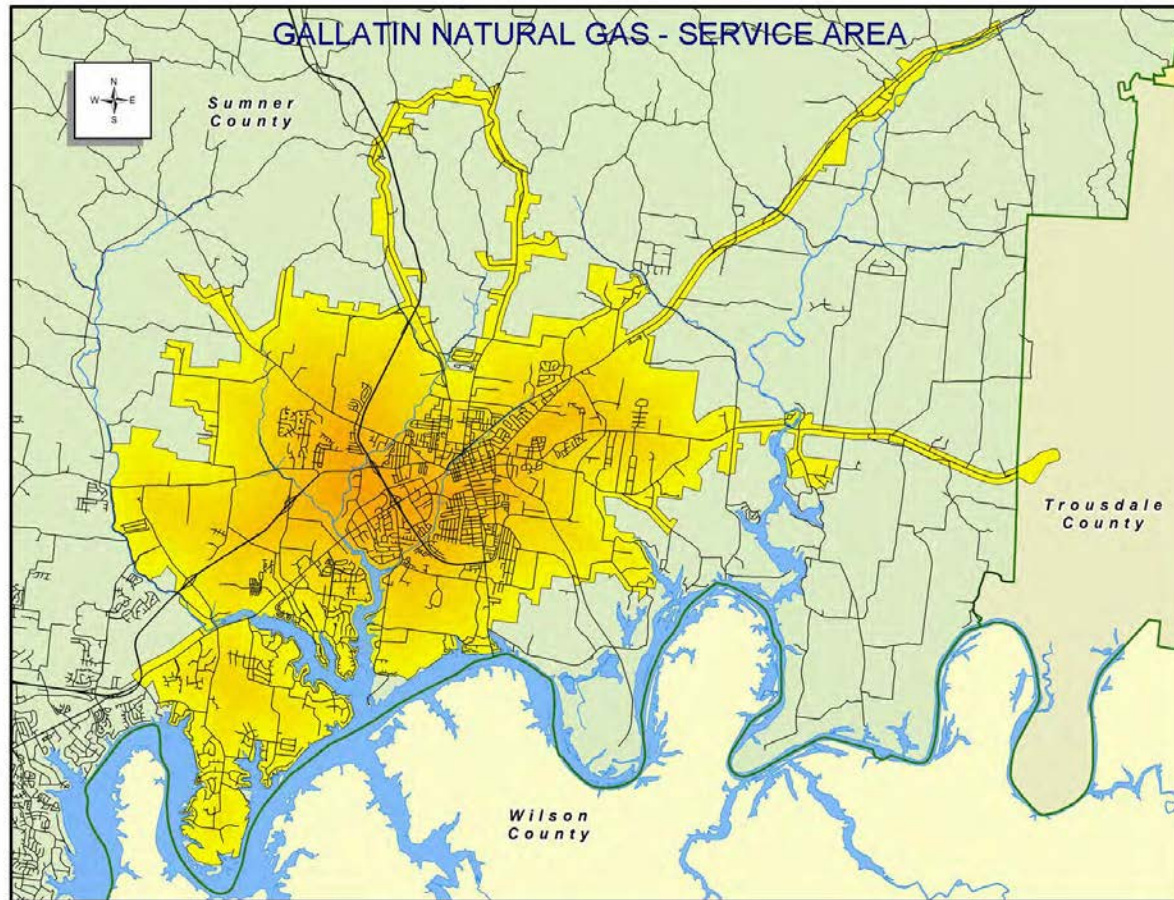 GALLATIN NATURAL GAS - SERVICE AREA
N
W E
S
Sumner
County
Trousdale
County
Wilson
County